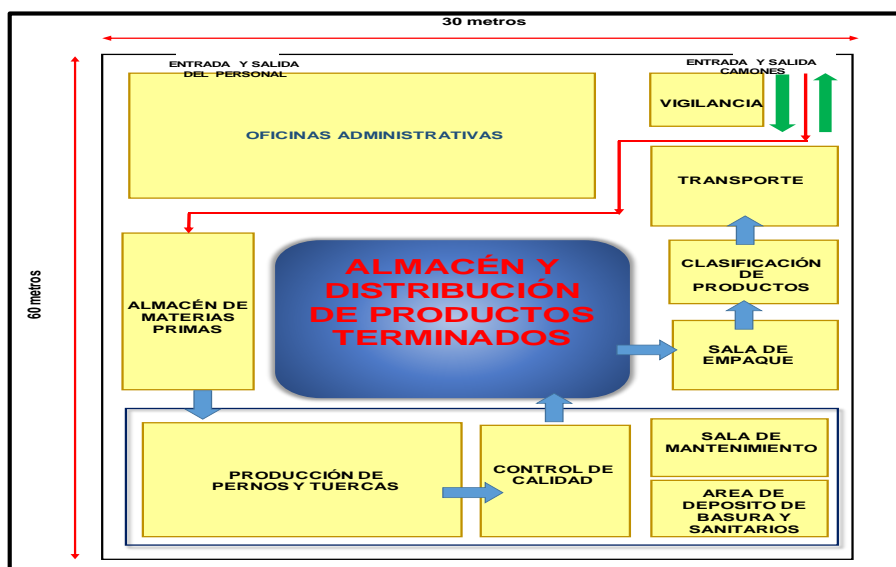 30 metros
ENTRADA Y SALIDA
DEL PERSONAL
ENTRADA Y SALIDA
CAMONES
OFICINAS ADMINISTRATIVAS
VIGILANCIA
TRANSPORTE
60 metros
ALMACÉN DE
MATERIAS
PRIMAS
ALMACÉN Y
DISTRIBUCIÓN
DE PRODUCTOS
TERMINADOS
CLASIFICACIÓN
DE
PRODUCTOS
SALA DE
EMPAQUE
PRODUCCIÓN DE
PERNOS Y TUERCAS
CONTROL DE
CALIDAD
SALA DE
MANTENIMIENTO
AREA DE
DEPOSITO DE
BASURA Y
SANITARIOS